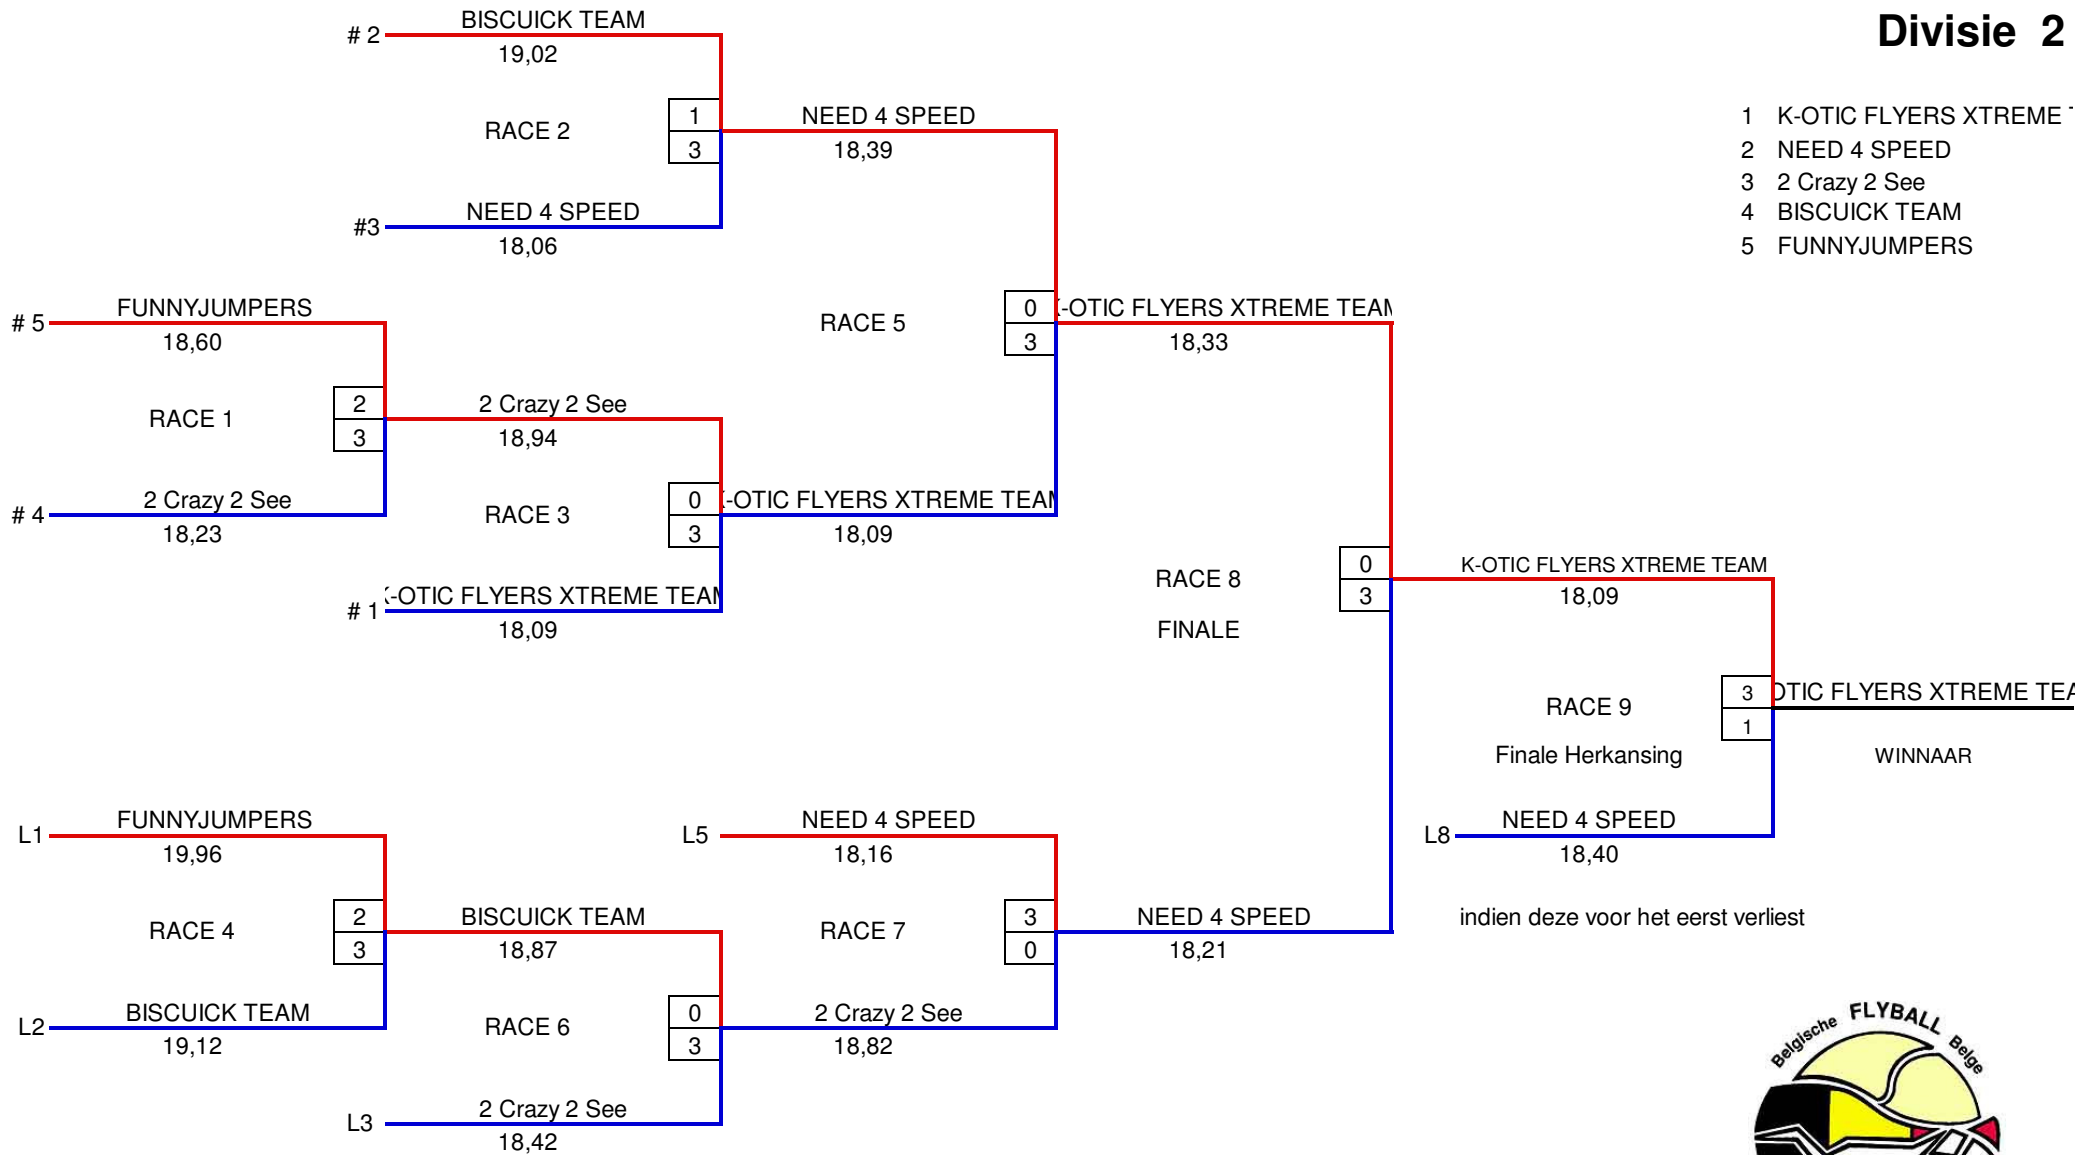 Divisie 2
1 K-OTIC FLYERS XTREME
2 NEED 4 SPEED
3 2 Crazy 2 See
4 BISCUICK TEAM
5 FUNNYJUMPERS
# 2 BISCUICK TEAM
19,02
RACE 2
1
3
#3 NEED 4 SPEED
18,06
NEED 4 SPEED
18,39
# 5 FUNNYJUMPERS
18,60
RACE 1
2
3
# 4 2 Crazy 2 See
18,23
2 Crazy 2 See
18,94
RACE 3
0
3
# 1 K-OTIC FLYERS XTREME TEAM
18,09
RACE 5
0
3
K-OTIC FLYERS XTREME TEAM
18,09
K-OTIC FLYERS XTREME TEAM
18,33
RACE 8
FINALE
0
3
K-OTIC FLYERS XTREME TEAM
18,09
RACE 9
Finale Herkansing
3
1
OTIC FLYERS XTREME TEA
WINNAAR
L8 NEED 4 SPEED
18,40
indien deze voor het eerst verliest
L1 FUNNYJUMPERS
19,96
RACE 4
2
3
L2 BISCUICK TEAM
19,12
BISCUICK TEAM
18,87
RACE 6
0
3
L3 2 Crazy 2 See
18,42
L5 NEED 4 SPEED
18,16
RACE 7
3
0
2 Crazy 2 See
18,82
NEED 4 SPEED
18,21
Belgische FLYBALL Belge